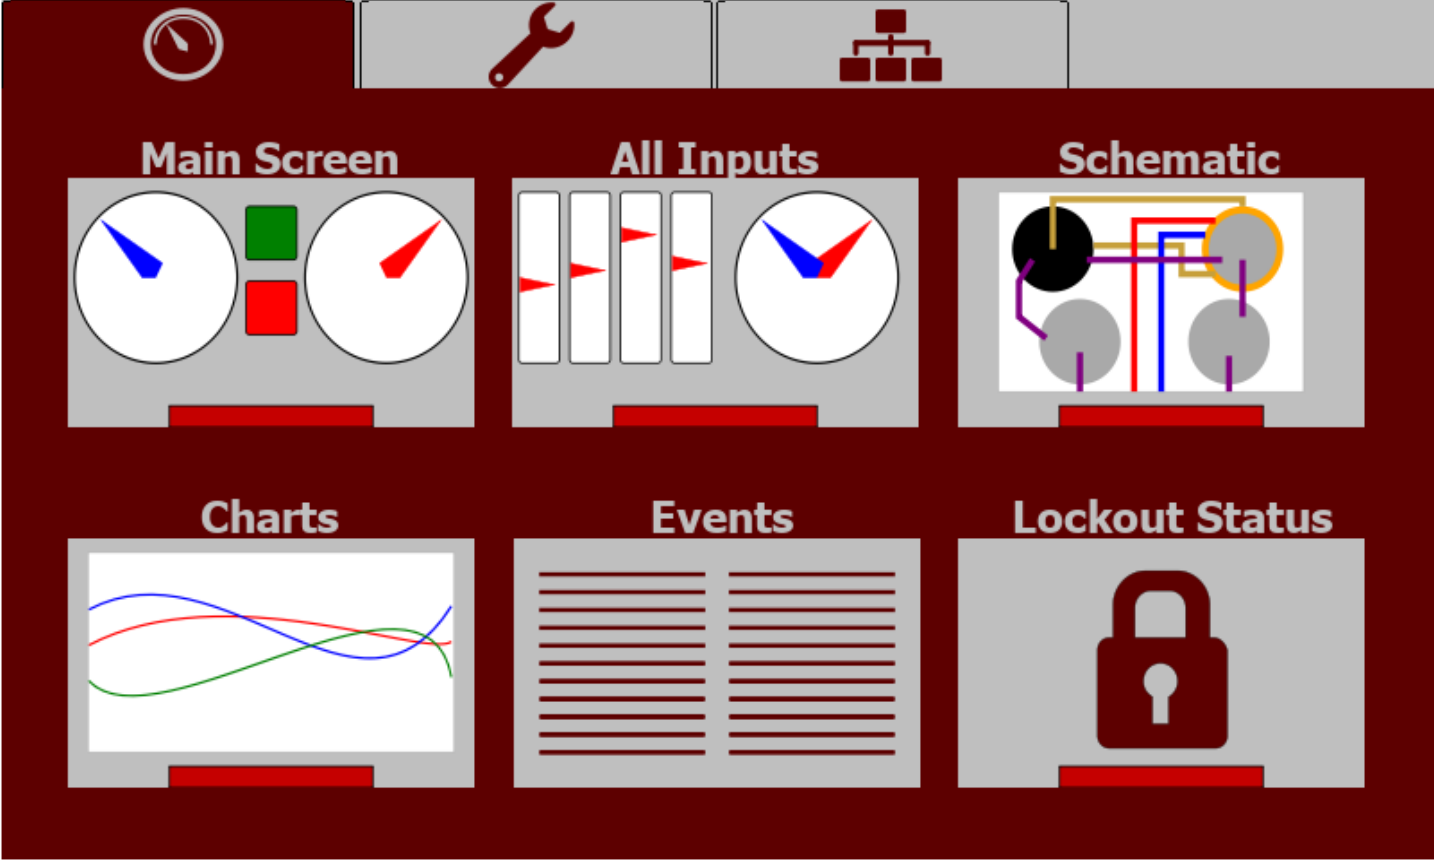 Main Screen
All Inputs
Schematic
Charts
Events
Lockout Status